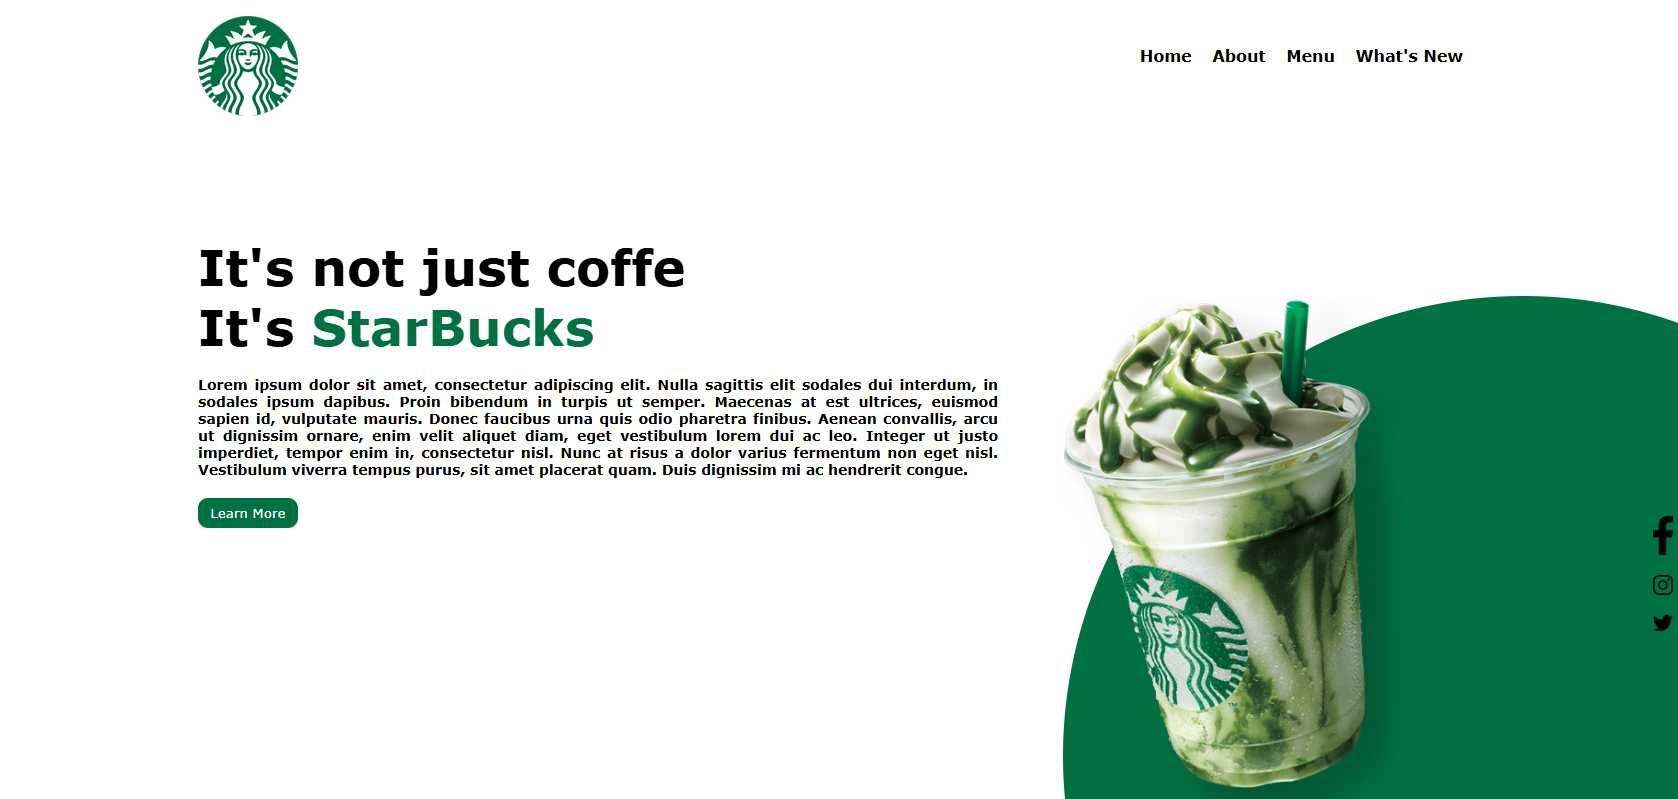 Home About Menu What's New
It's not just coffe
It's StarBucks
Lorem ipsum dolor sit amet, consectetur adipiscing elit. Nulla sagittis elit sodales dui interdum, in
sodales ipsum dapibus. Proin bibendum in turpis ut semper. Maecenas at est ultrices, euismod
sapien id, vulputate mauris. Donec faucibus urna quis odio pharetra finibus. Aenean convallis, arcu
ut dignissim ornare, enim velit aliquet diam, eget vestibulum lorem dui ac leo. Integer ut justo
imperdiet, tempor enim in, consectetur nisl. Nunc at risus a dolor varius fermentum non eget nisl.
Vestibulum viverra tempus purus, sit amet placerat quam. Duis dignissim mi ac hendrerit congue.
Learn More
TM